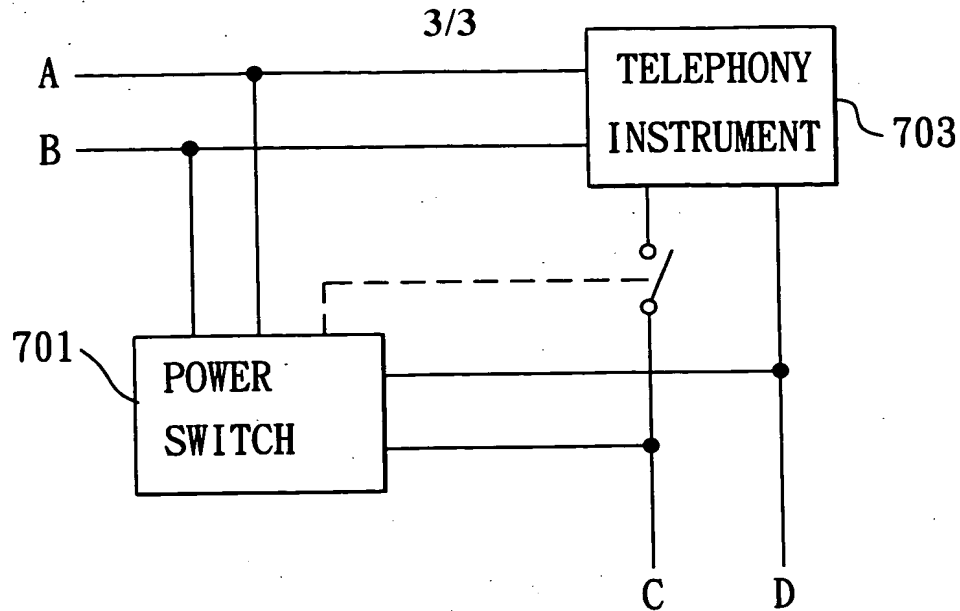 3/3
A
TELEPHONY
INSTRUMENT
B
703
701
POWER
SWITCH
C
D